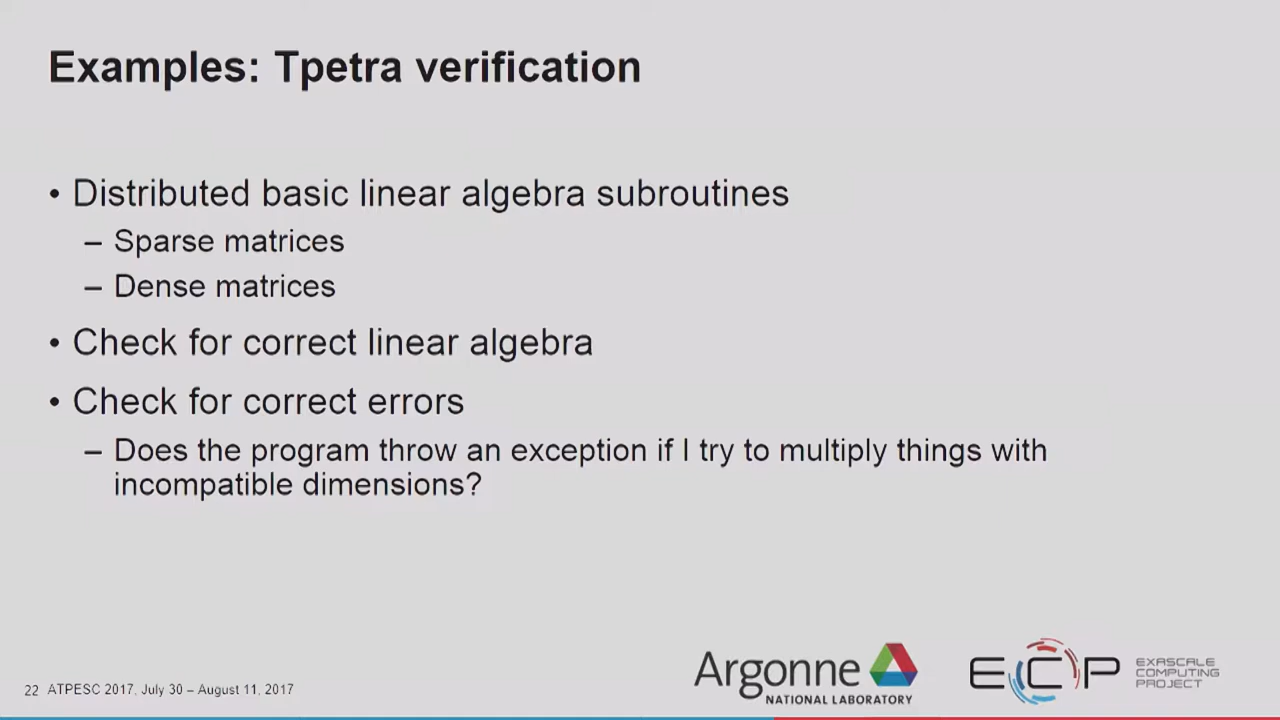 Examples: Tpetra verification
• Distributed basic linear algebra subroutines
– Sparse matrices
– Dense matrices
• Check for correct linear algebra
• Check for correct errors
– Does the program throw an exception if I try to multiply things with
incompatible dimensions?
22 ATPESC 2017, July 30 – August 11, 2017
Argonne
NATIONAL LABORATORY
ECP
EXASCALE
COMPUTING
PROJECT